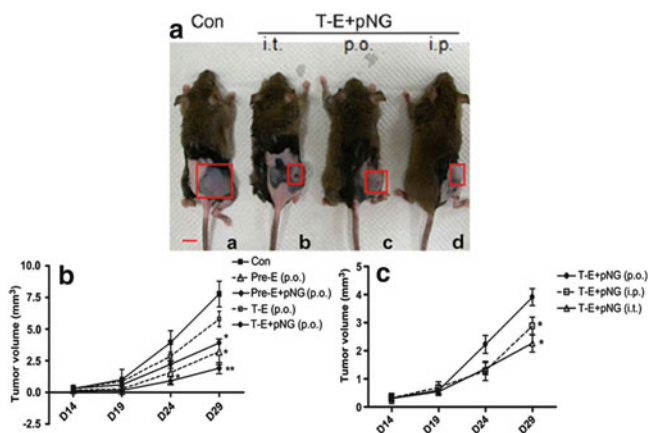 a
Con
T-E+pNG
i.t.
p.o.
i.p.
a
b
c
d
b
Tumor volume (mm³)
7.5
5.0
2.5
0.0
-2.5
D14
D19
D24
D29
*
*
*
**
Con
Pre-E (p.o.)
Pre-E+pNG (p.o.)
T-E (p.o.)
T-E+pNG (p.o.)
c
Tumor volume (mm³)
5
4
3
2
1
0
D14
D19
D24
D29
*
*
T-E+pNG (p.o.)
T-E+pNG (i.p.)
T-E+pNG (i.t.)